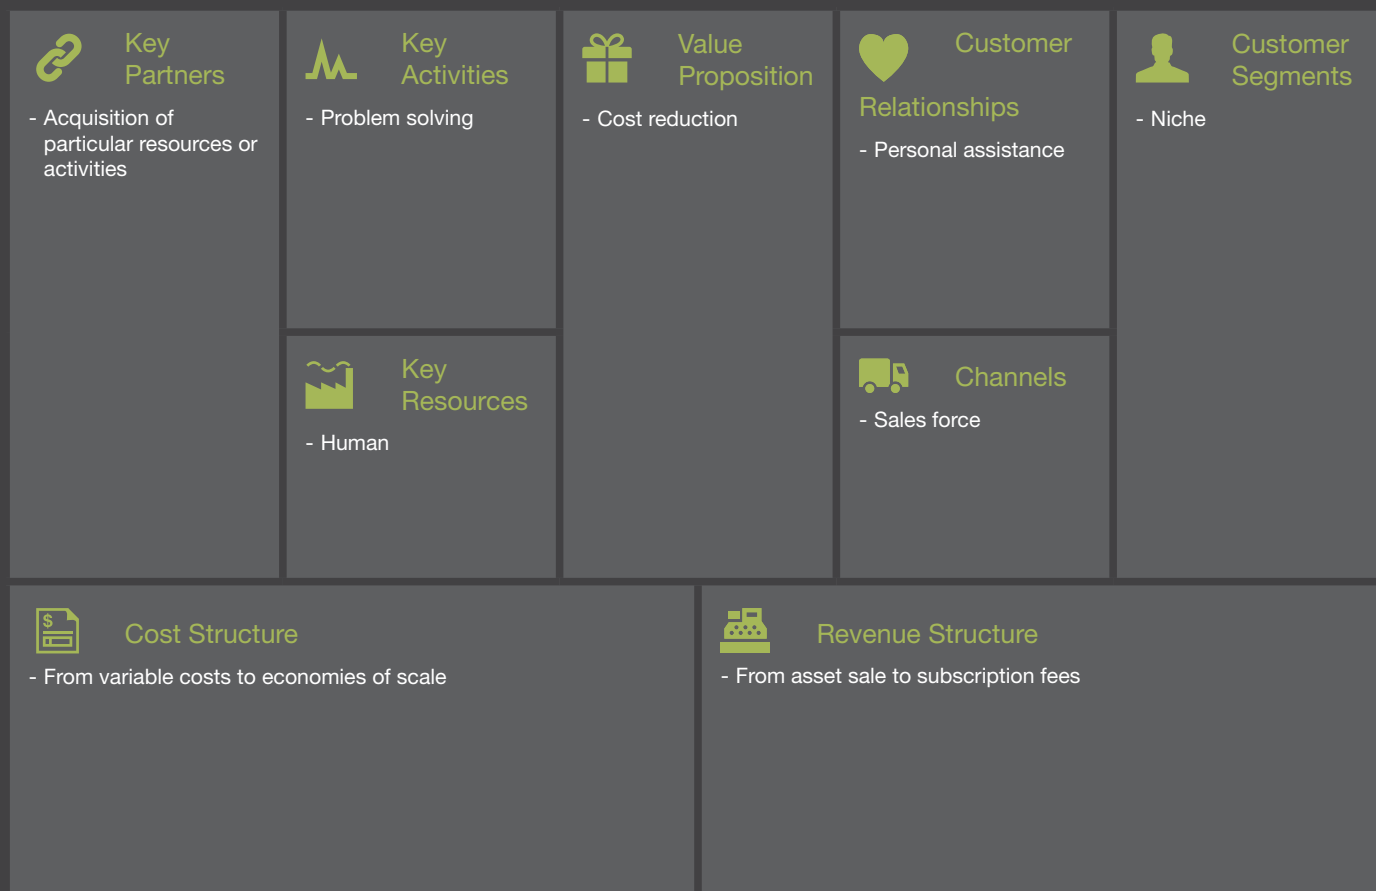 Key
Partners
- Acquisition of
particular resources or
activities
Key
Activities
- Problem solving
Key
Resources
- Human
Value
Proposition
- Cost reduction
Customer
Relationships
- Personal assistance
Channels
- Sales force
Customer
Segments
- Niche
$
Cost Structure
- From variable costs to economies of scale
Revenue Structure
- From asset sale to subscription fees